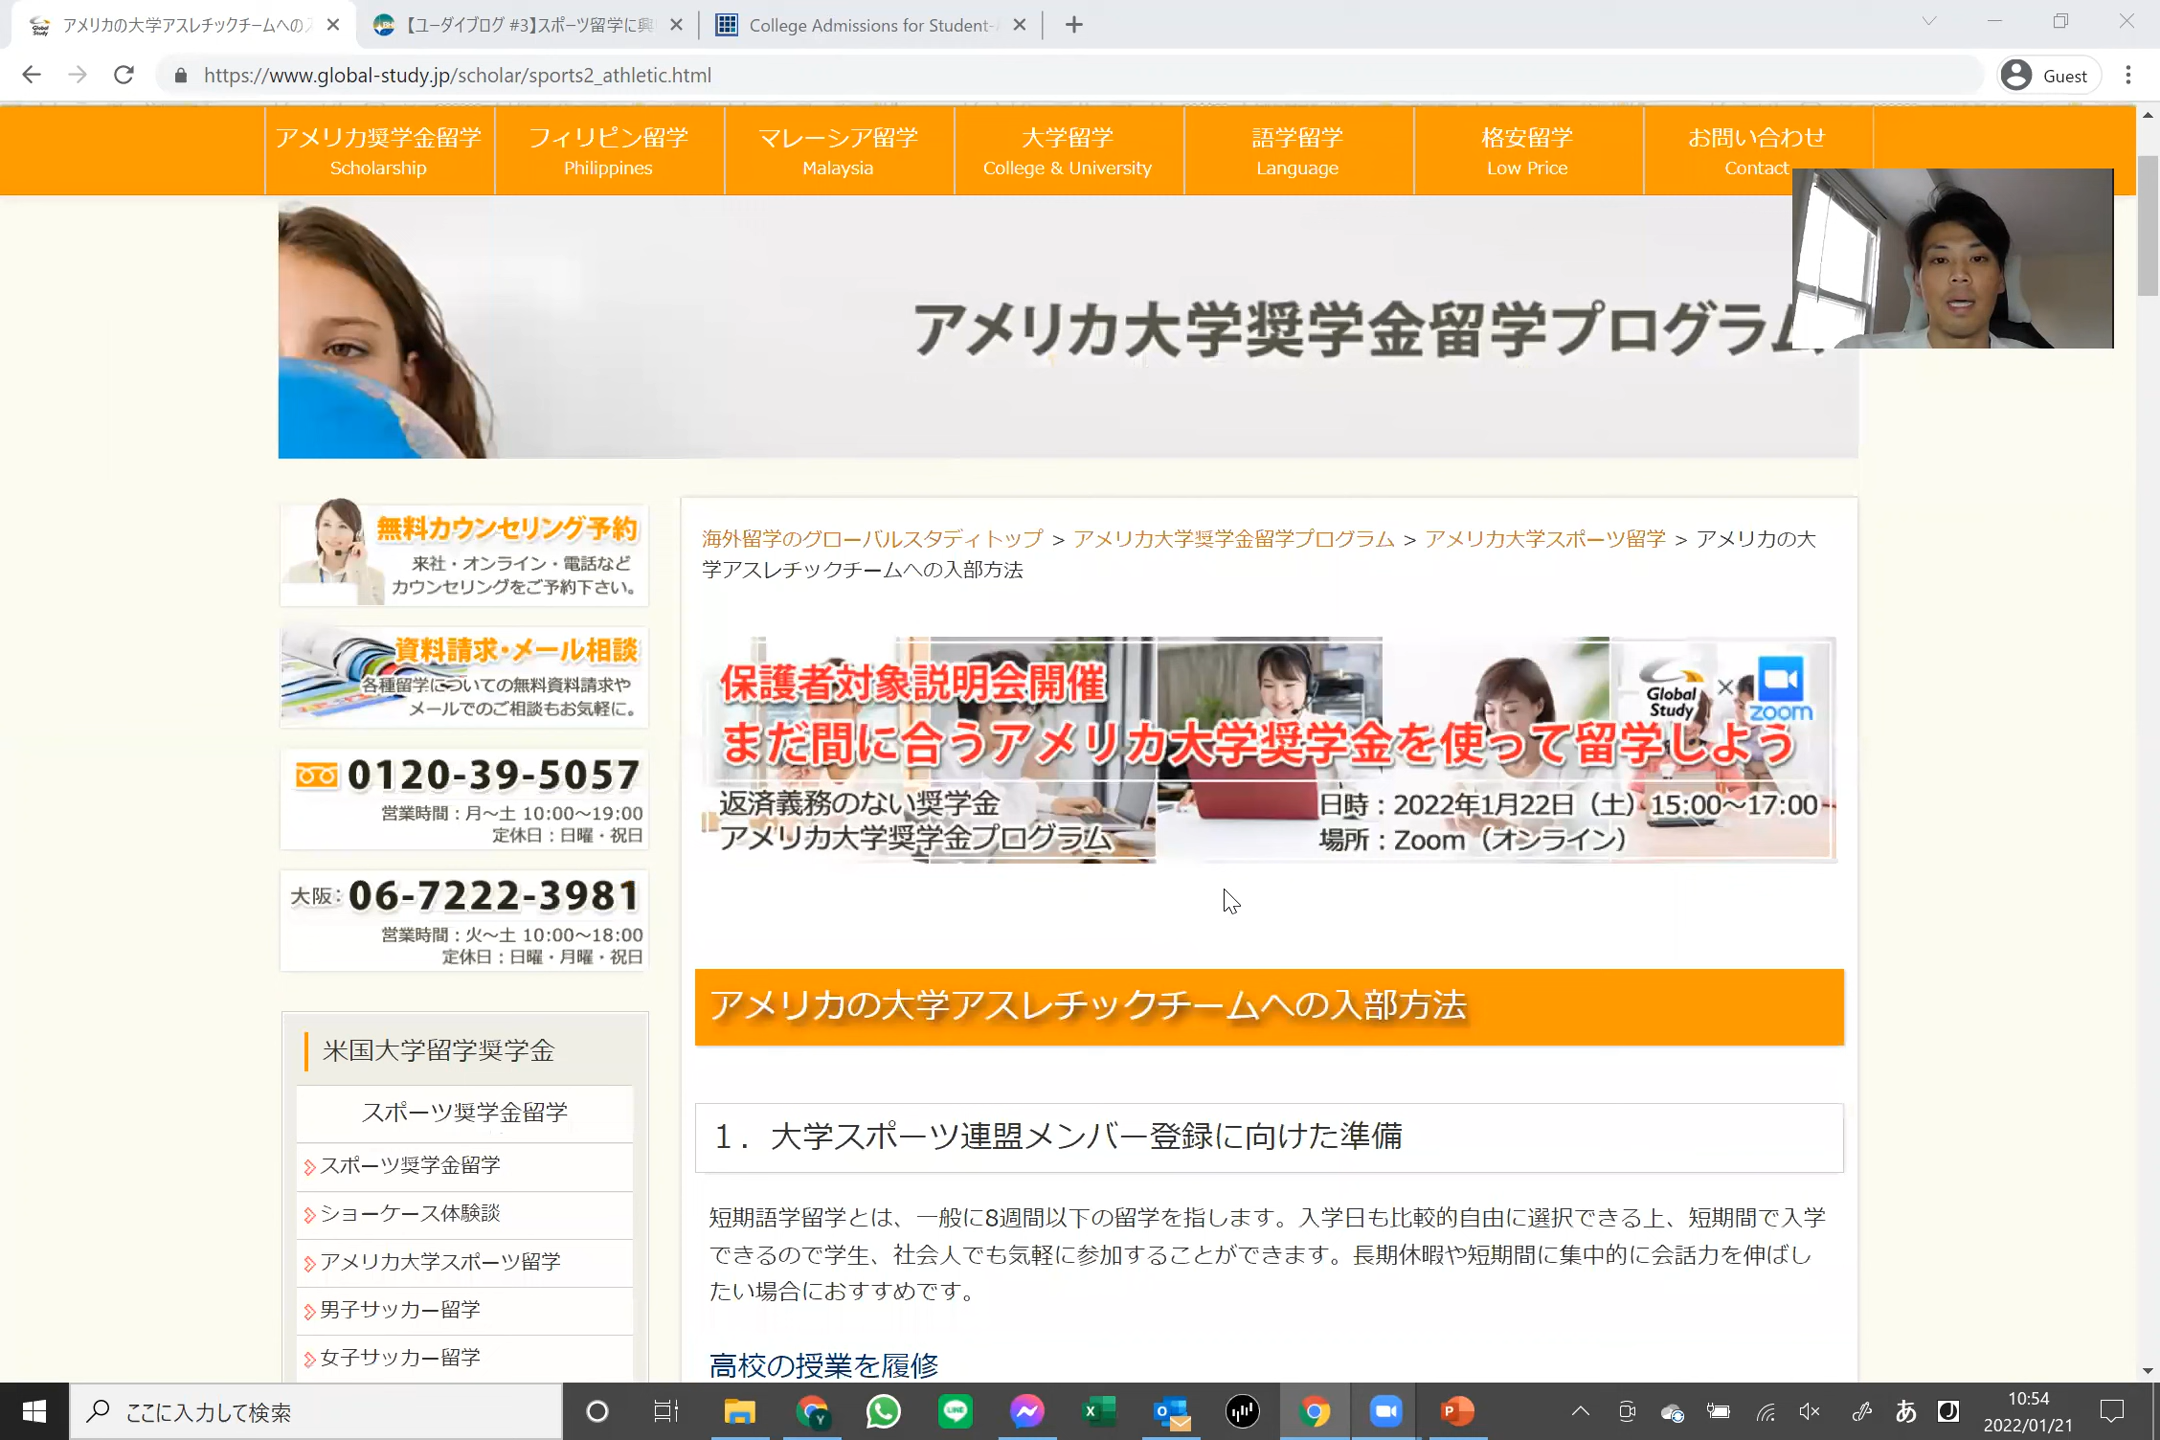 アメリカの大学アスレチックチームへのス
【ユーダイブログ #3】スポーツ留学に興
College Admissions for Student-
https://www.global-study.jp/scholar/sports2_athletic.html
Guest
アメリカ奨学金留学
Scholarship
フィリピン留学
Philippines
マレーシア留学
Malaysia
大学留学
College & University
語学留学
Language
格安留学
Low Price
お問い合わせ
Contact
アメリカ大学奨学金留学プログラム
無料カウンセリング予約
来社・オンライン・電話など
カウンセリングをご予約下さい。
資料請求・メール相談
各種留学についての無料資料請求や
メールでのご相談もお気軽に。
0120-39-5057
営業時間：月～土 10:00～19:00
定休日：日曜・祝日
大阪：06-7222-3981
営業時間：火～土 10:00～18:00
定休日：日曜・月曜・祝日
米国大学留学奨学金
スポーツ奨学金留学
スポーツ奨学金留学
ショーケース体験談
アメリカ大学スポーツ留学
男子サッカー留学
女子サッカー留学
海外留学のグローバルスタディトップ > アメリカ大学奨学金留学プログラム > アメリカ大学スポーツ留学 > アメリカの大
学アスレチックチームへの入部方法
保護者対象説明会開催
Global
Study
×
zoom
まだ間に合うアメリカ大学奨学金を使って留学しよう
返済義務のない奨学金
アメリカ大学奨学金プログラム
日時：2022年1月22日（土）15:00～17:00
場所：Zoom（オンライン）
アメリカの大学アスレチックチームへの入部方法
１．大学スポーツ連盟メンバー登録に向けた準備
短期語学留学とは、一般に8週間以下の留学を指します。入学日も比較的自由に選択できる上、短期間で入学
できるので学生、社会人でも気軽に参加することができます。長期休暇や短期間に集中的に会話力を伸ばし
たい場合におすすめです。
高校の授業を履修
ここに入力して検索
あ
10:54
2022/01/21